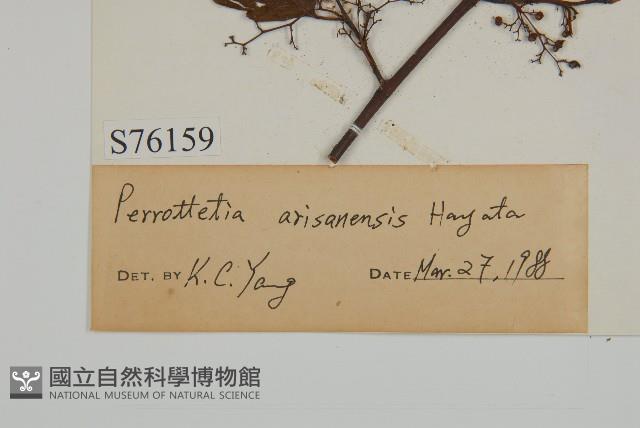 S76159
Perrottetia arisanensis Hayata
DET. BY K. C. Yang DATE Mar. 27, 1988
國立自然科學博物館
NATIONAL MUSEUM OF NATURAL SCIENCE